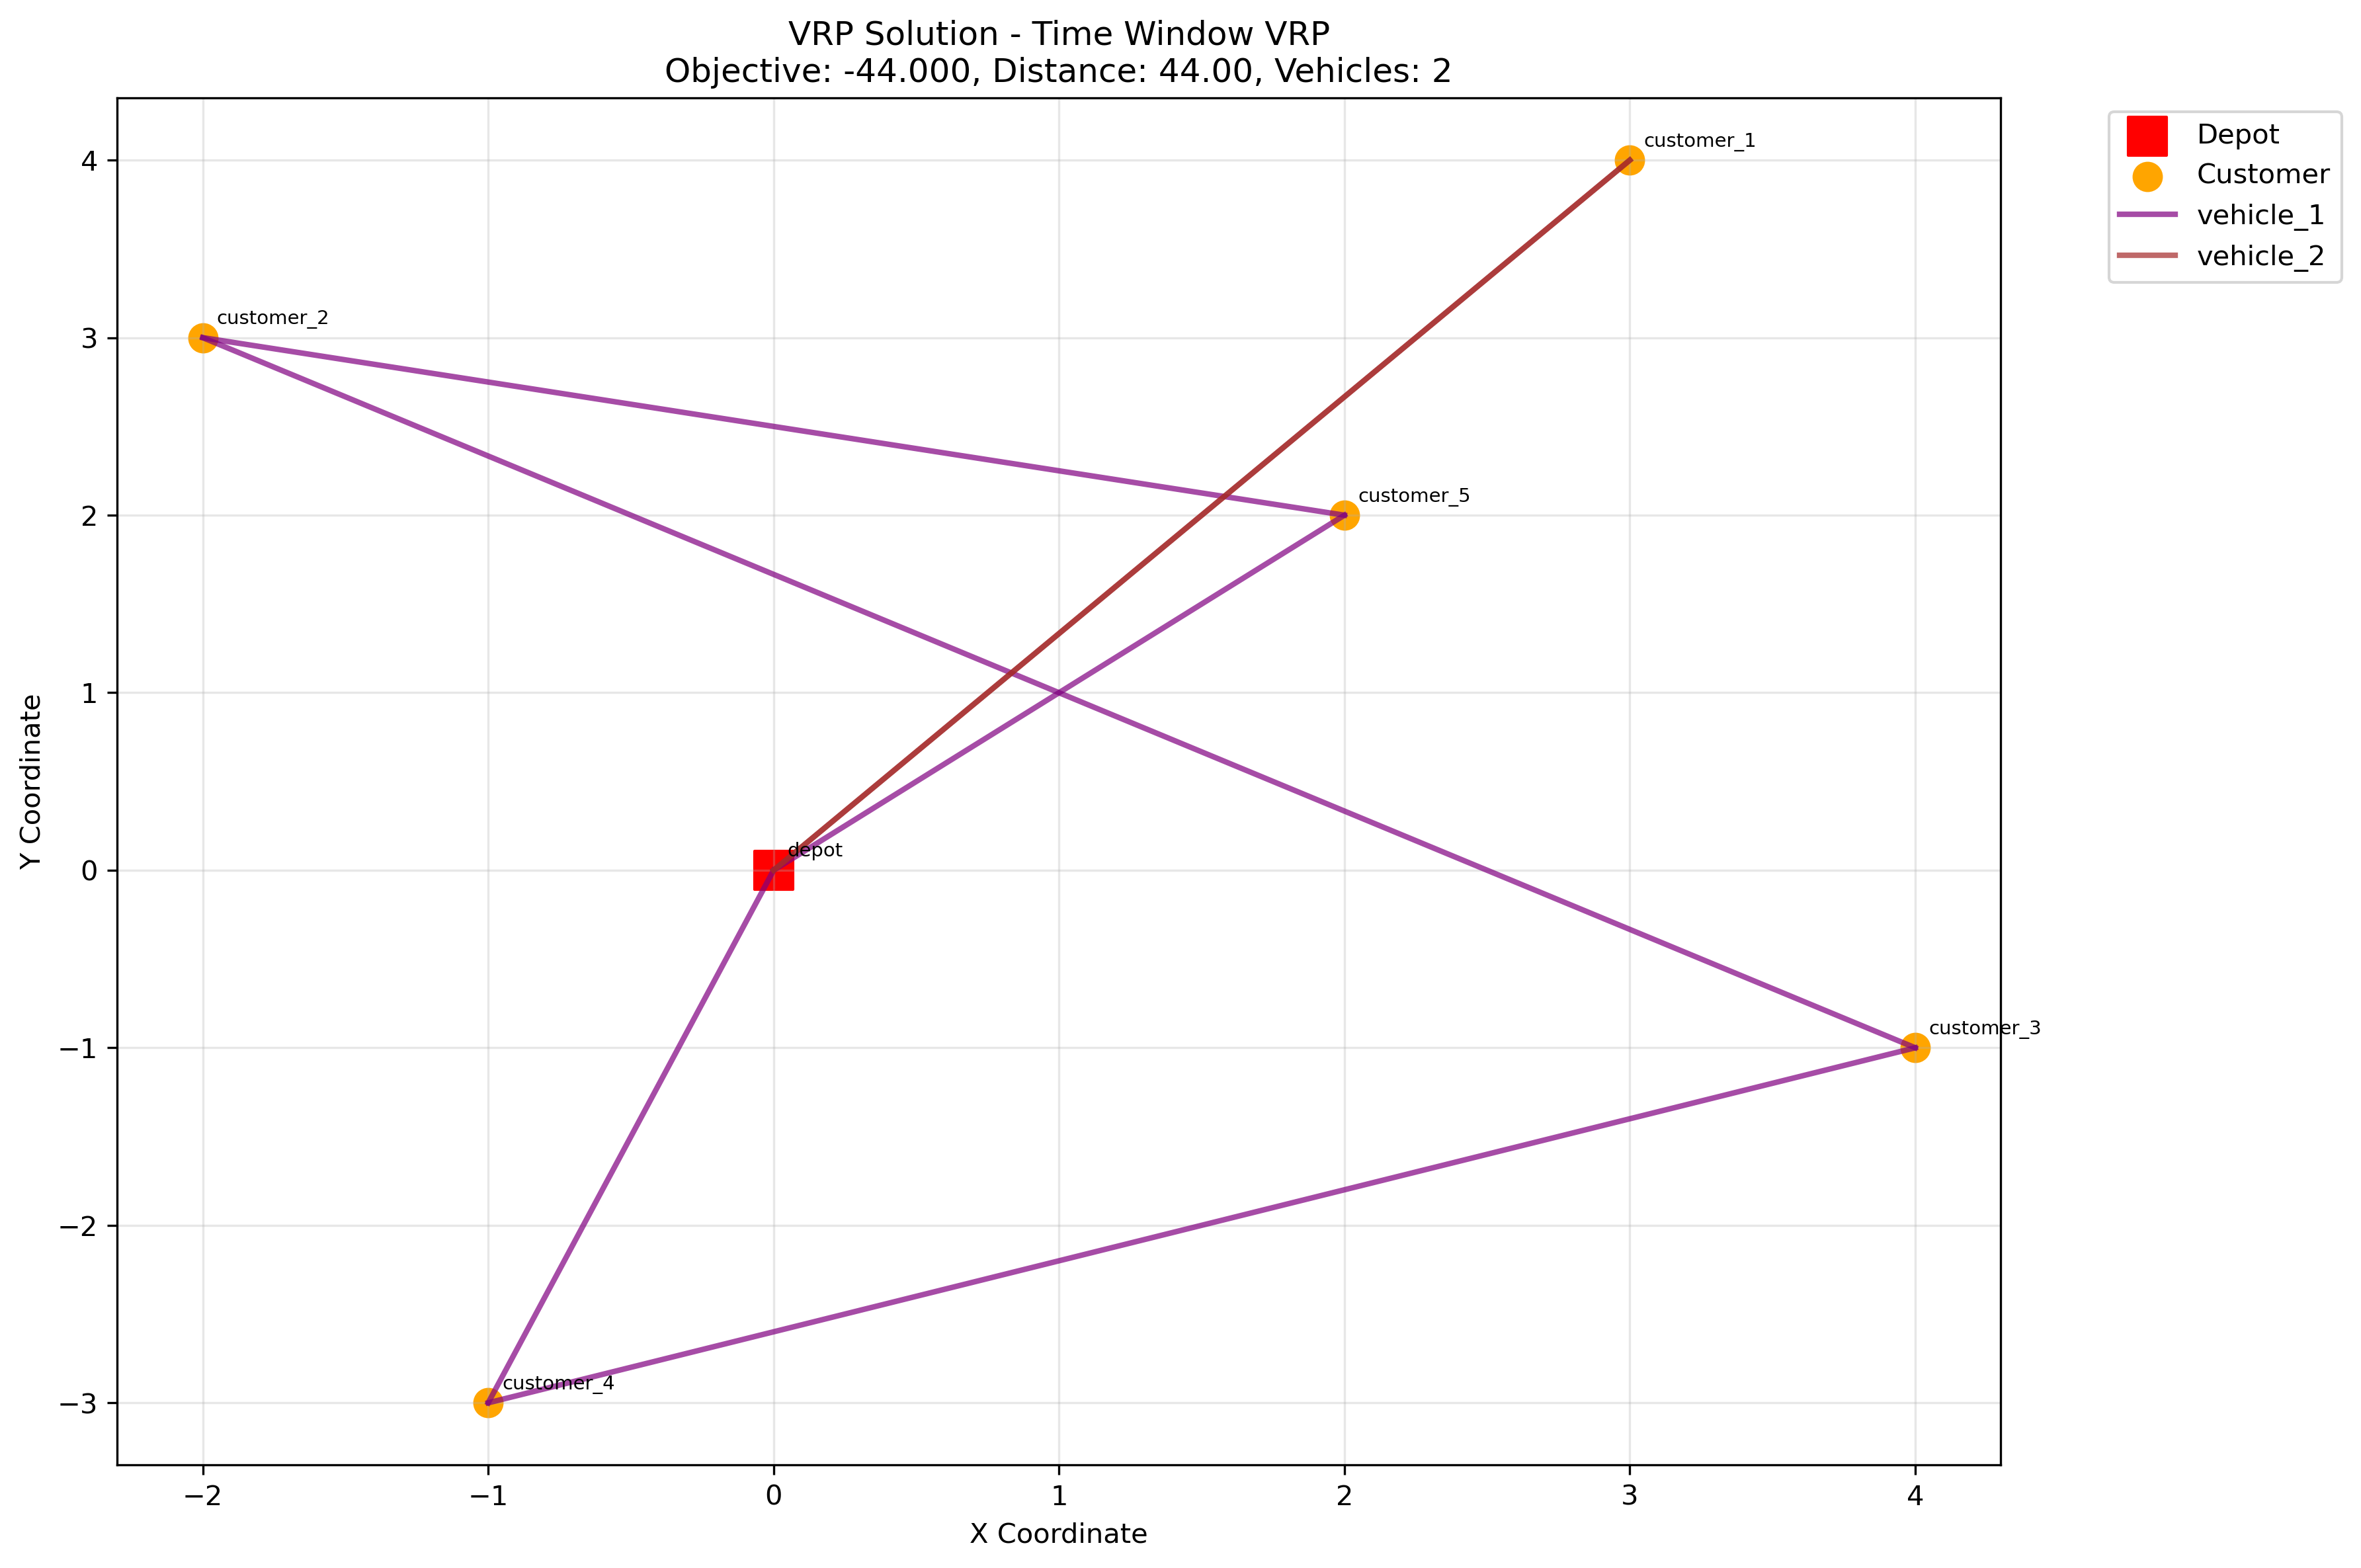 VRP Solution - Time Window VRP
Objective: -44.000, Distance: 44.00, Vehicles: 2
Depot
Customer
vehicle_1
vehicle_2
customer_1
customer_2
customer_5
depot
customer_3
customer_4
Y Coordinate
4
3
2
1
0
−1
−2
−3
−2
−1
0
1
2
3
4
X Coordinate